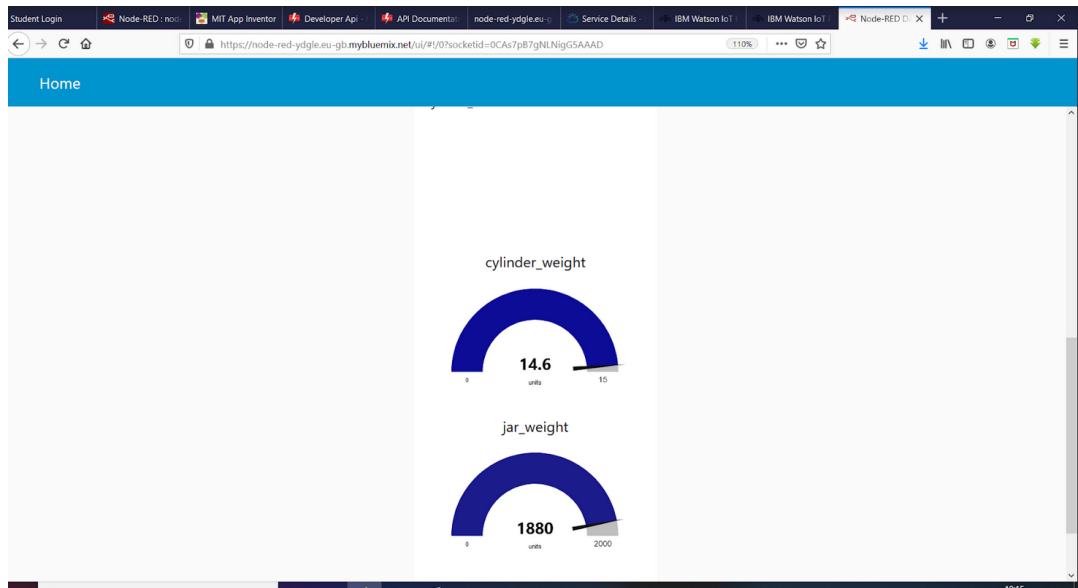 Student Login
Node-RED : node
MIT App Inventor
Developer Api -
API Documentat
node-red-ydgle.eu-g
Service Details -
IBM Watson IoT
IBM Watson IoT
Node-RED D
https://node-red-ydgle.eu-gb.mybluemix.net/ui/#!/0?socketid=0CAs7pB7gNLNigG5AAAD
110%
Home
cylinder_weight
14.6
0
units
15
jar_weight
1880
0
units
2000